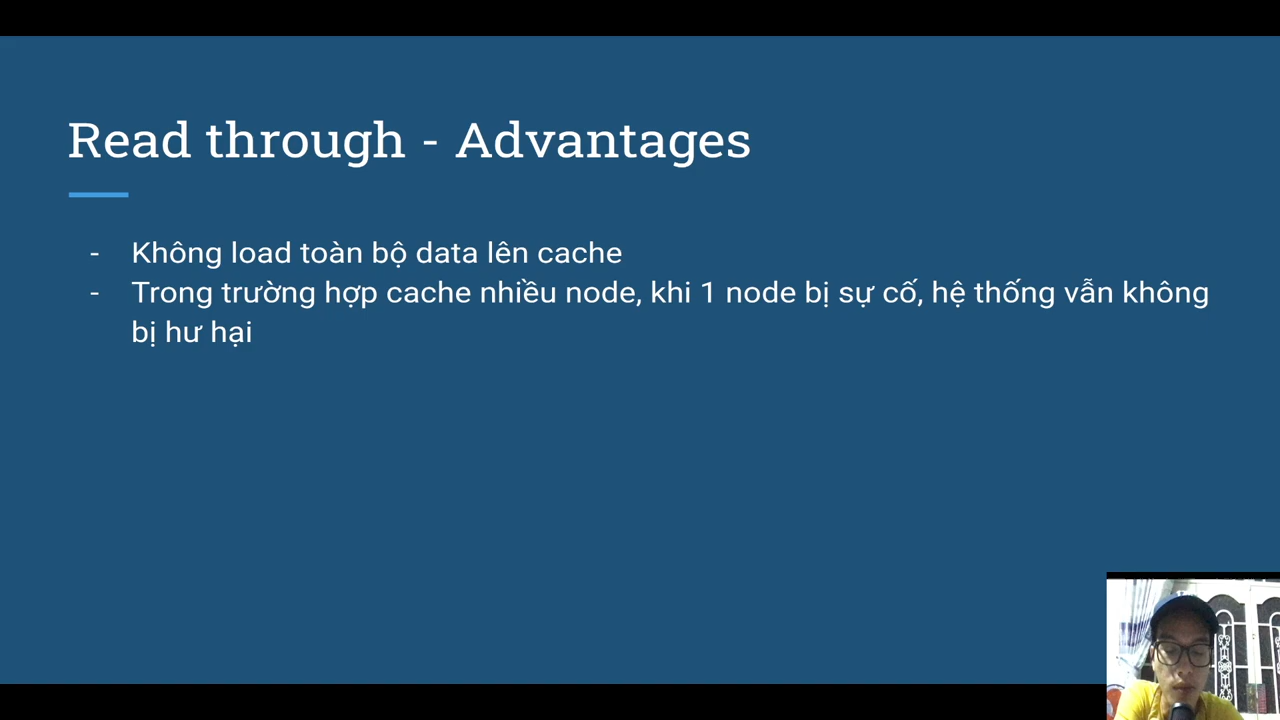 Read through - Advantages
- Không load toàn bộ data lên cache
- Trong trường hợp cache nhiều node, khi 1 node bị sự cố, hệ thống vẫn không
bị hư hại